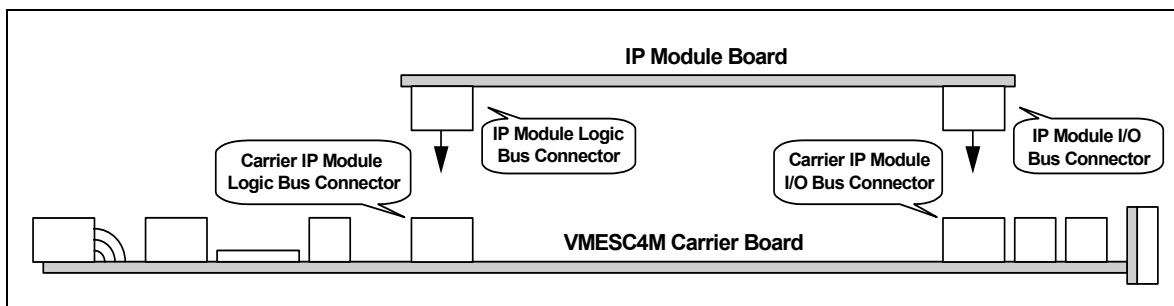 IP Module Board
IP Module Logic
Bus Connector
IP Module I/O
Bus Connector
Carrier IP Module
Logic Bus Connector
Carrier IP Module
I/O Bus Connector
VMESC4M Carrier Board